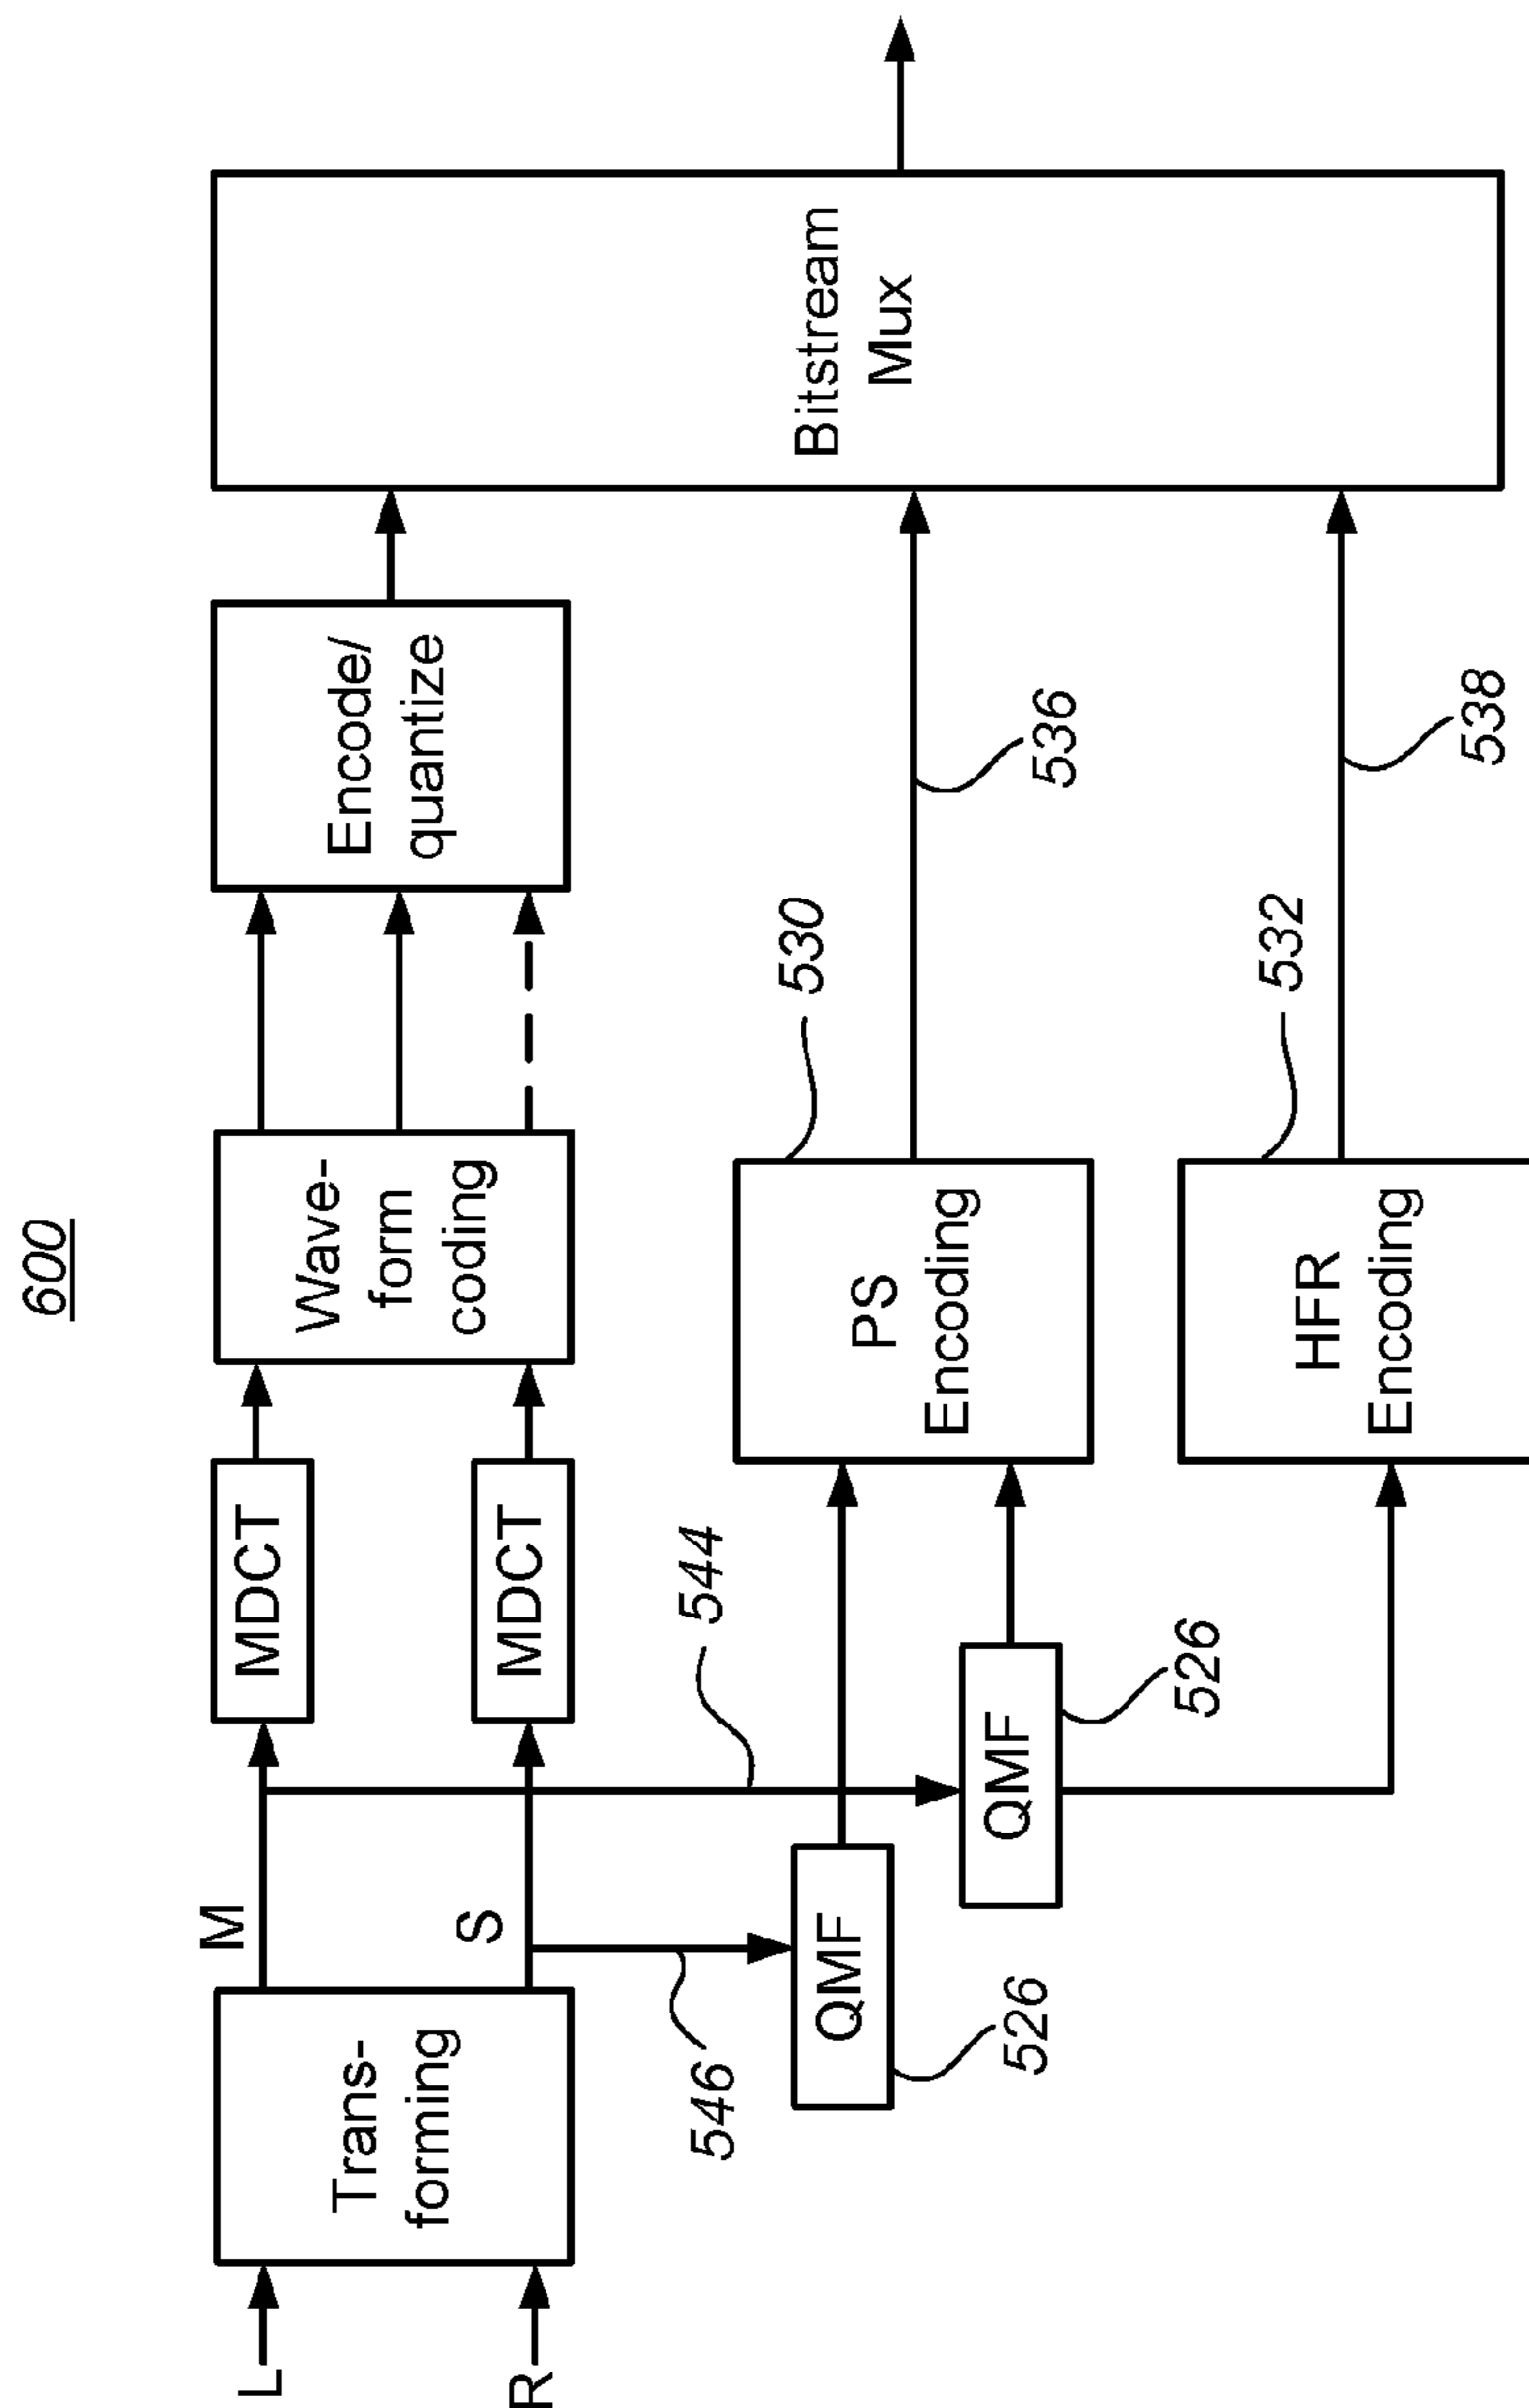 600
L
R
Trans-
forming
M
S
MDCT
MDCT
Wave-
form
coding
Encode/
quantize
546
544
QMF
526
QMF
526
PS
Encoding
530
536
HFR
Encoding
532
538
Bitstream
Mux